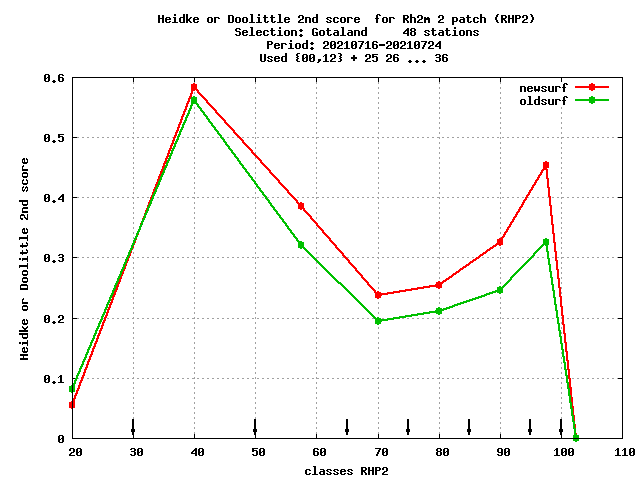 Heidke or Doolittle 2nd score  for Rh2m 2 patch (RHP2)
Selection: Gotaland     48 stations
Period: 20210716-20210724
Used {00,12} + 25 26 ... 36
newsurf
oldsurf
0.6
0.5
0.4
0.3
0.2
0.1
0
Heidke or Doolittle 2nd score
20 30 40 50 60 70 80 90 100 110
classes RHP2